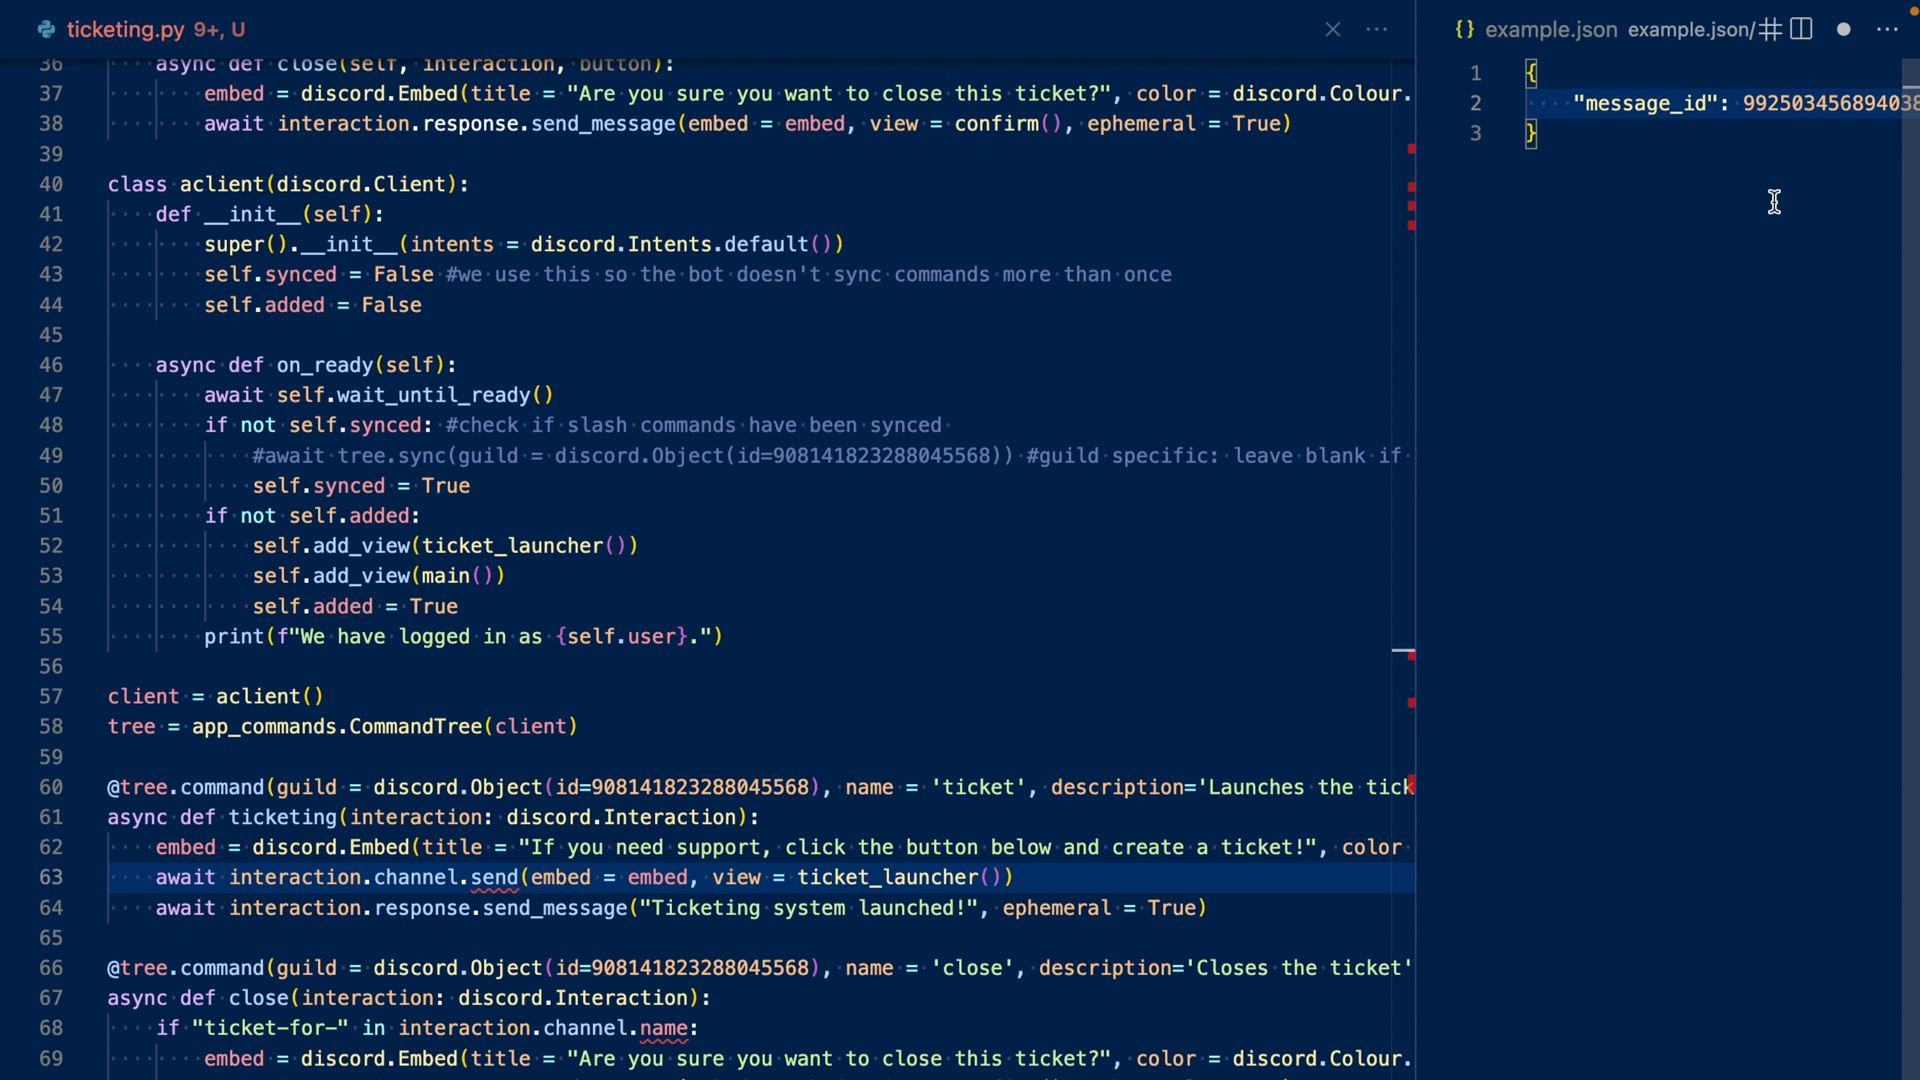 ticketing.py 9+, U
example.json example.json/
36 async def close(self, interaction, button):
37 embed = discord.Embed(title = "Are you sure you want to close this ticket?", color = discord.Colour.
38 await interaction.response.send_message(embed = embed, view = confirm(), ephemeral = True)
39
40 class aclient(discord.Client):
41 def __init__(self):
42 super().__init__(intents = discord.Intents.default())
43 self.synced = False #we use this so the bot doesn't sync commands more than once
44 self.added = False
45
46 async def on_ready(self):
47 await self.wait_until_ready()
48 if not self.synced: #check if slash commands have been synced
49 #await tree.sync(guild = discord.Object(id=908141823288045568)) #guild specific: leave blank if
50 self.synced = True
51 if not self.added:
52 self.add_view(ticket_launcher())
53 self.add_view(main())
54 self.added = True
55 print(f"We have logged in as {self.user}.")
56
57 client = aclient()
58 tree = app_commands.CommandTree(client)
59
60 @tree.command(guild = discord.Object(id=908141823288045568), name = 'ticket', description='Launches the tick
61 async def ticketing(interaction: discord.Interaction):
62 embed = discord.Embed(title = "If you need support, click the button below and create a ticket!", color
63 await interaction.channel.send(embed = embed, view = ticket_launcher())
64 await interaction.response.send_message("Ticketing system launched!", ephemeral = True)
65
66 @tree.command(guild = discord.Object(id=908141823288045568), name = 'close', description='Closes the ticket'
67 async def close(interaction: discord.Interaction):
68 if "ticket-for-" in interaction.channel.name:
69 embed = discord.Embed(title = "Are you sure you want to close this ticket?", color = discord.Colour.
1 {
2 "message_id": 99250345689403
3 }